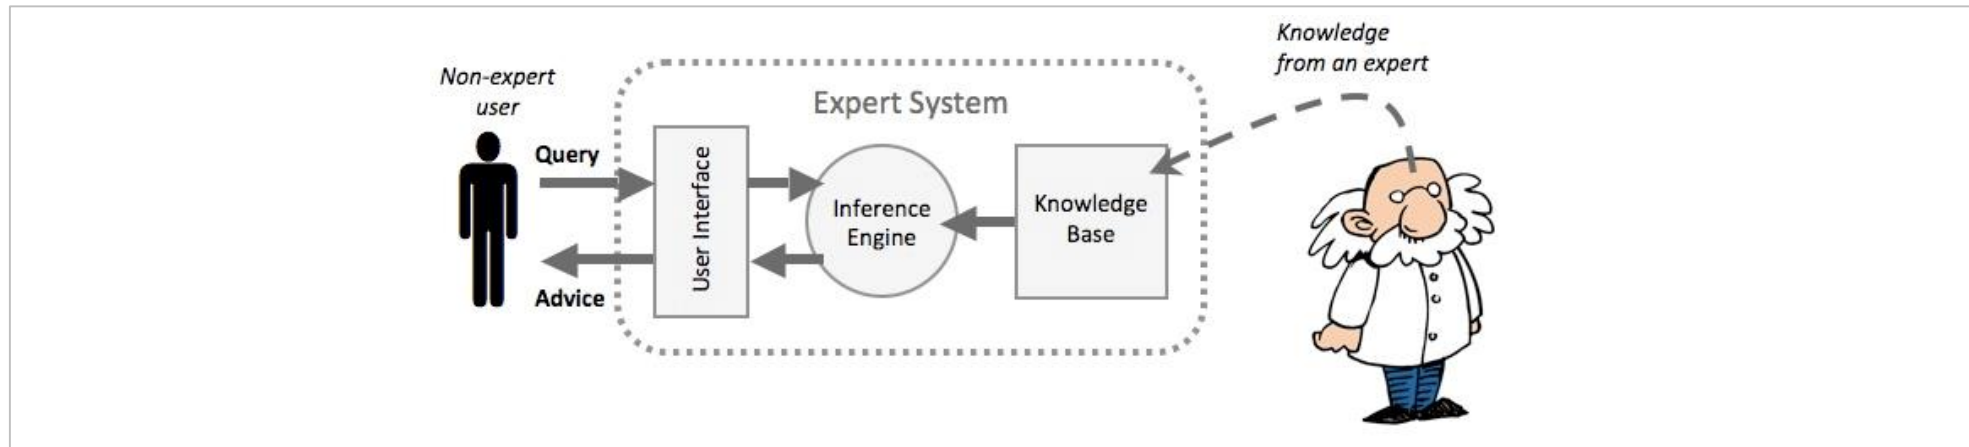 Non-expert
user
Query
Advice
Expert System
User Interface
Inference
Engine
Knowledge
Base
Knowledge
from an expert